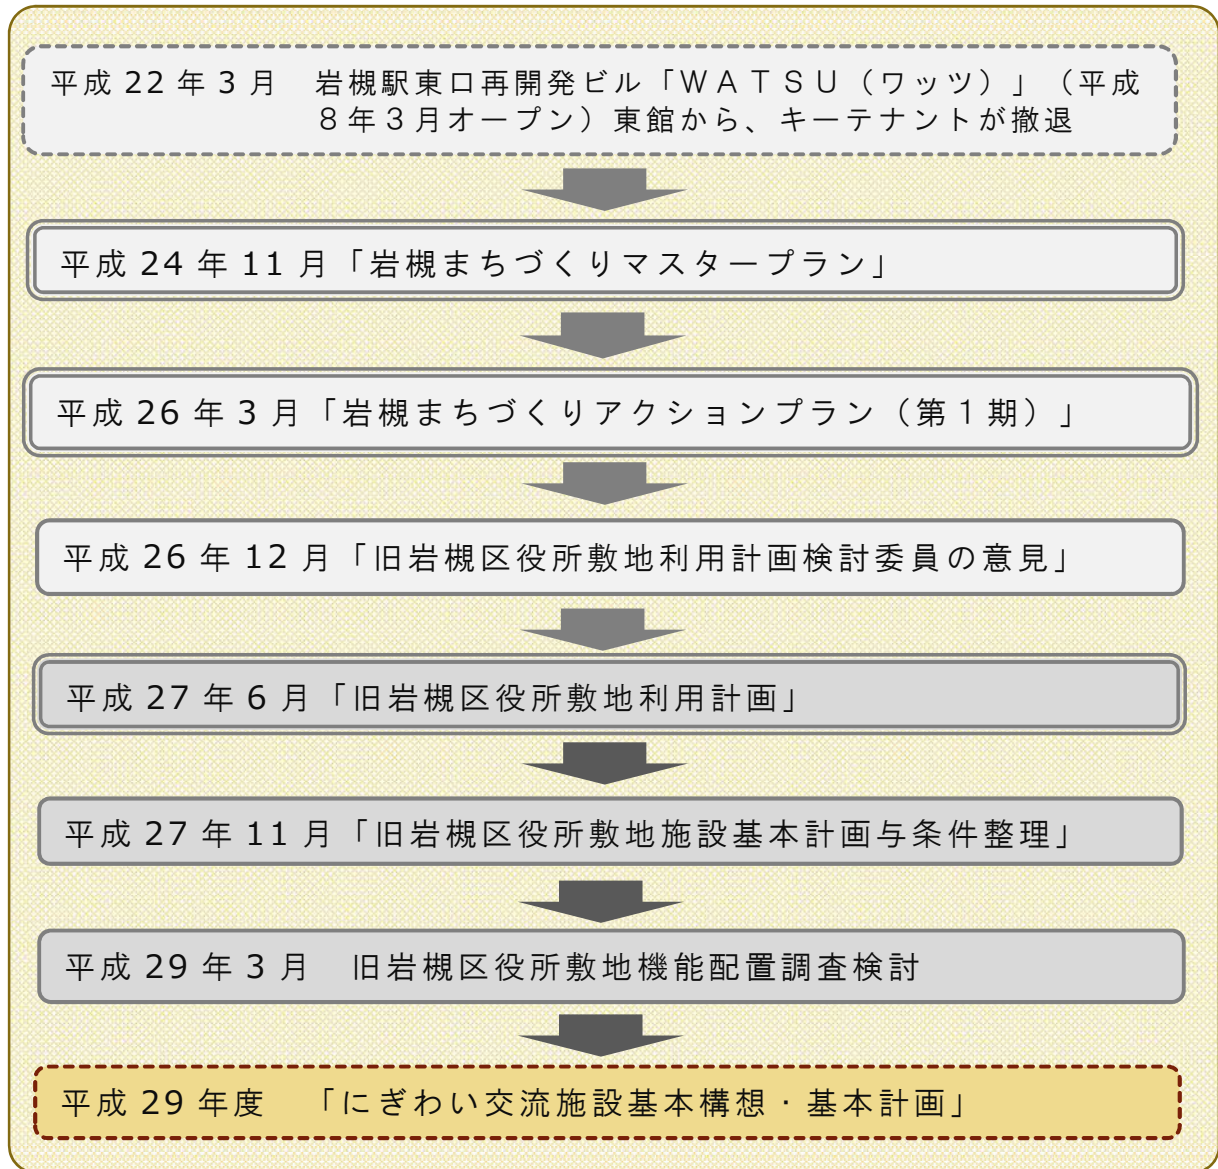 平成 22 年 3 月　岩槻駅東口再開発ビル「ＷＡＴＳＵ（ワッツ）」（平成
８年３月オープン）東館から、キーテナントが撤退
平成 24 年 11 月「岩槻まちづくりマスタープラン」
平成 26 年 3 月「岩槻まちづくりアクションプラン（第１期）」
平成 26 年 12 月「旧岩槻区役所敷地利用計画検討委員の意見」
平成 27 年 6 月「旧岩槻区役所敷地利用計画」
平成 27 年 11 月「旧岩槻区役所敷地施設基本計画与条件整理」
平成 29 年 3 月　旧岩槻区役所敷地機能配置調査検討
平成 29 年度　「にぎわい交流施設基本構想・基本計画」